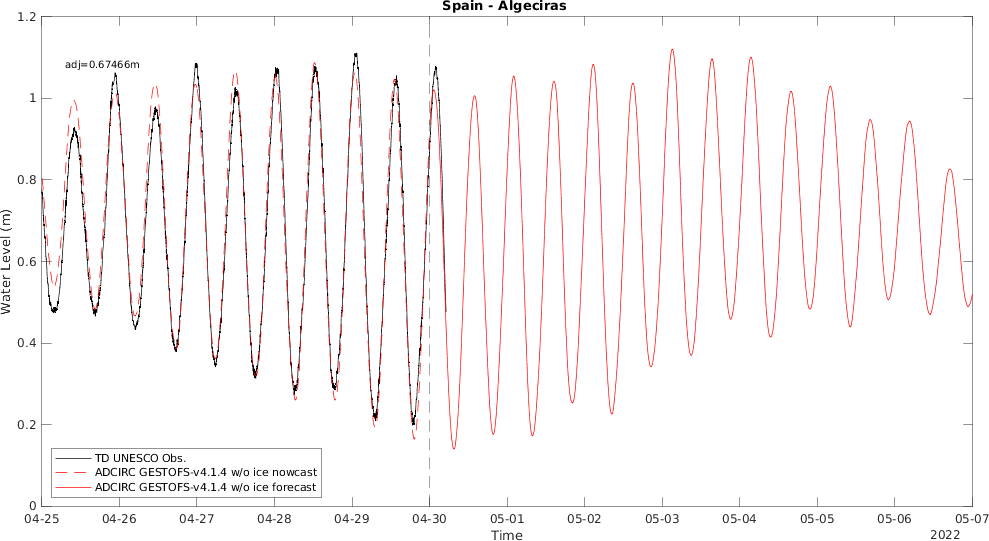 Spain - Algeciras
adj=0.67466m
1.2
1
0.8
0.6
0.4
0.2
0
Water Level (m)
TD UNESCO Obs.
ADCIRC GESTOFS-v4.1.4 w/o ice nowcast
ADCIRC GESTOFS-v4.1.4 w/o ice forecast
04-25 04-26 04-27 04-28 04-29 04-30 05-01 05-02 05-03 05-04 05-05 05-06 05-07
Time
2022